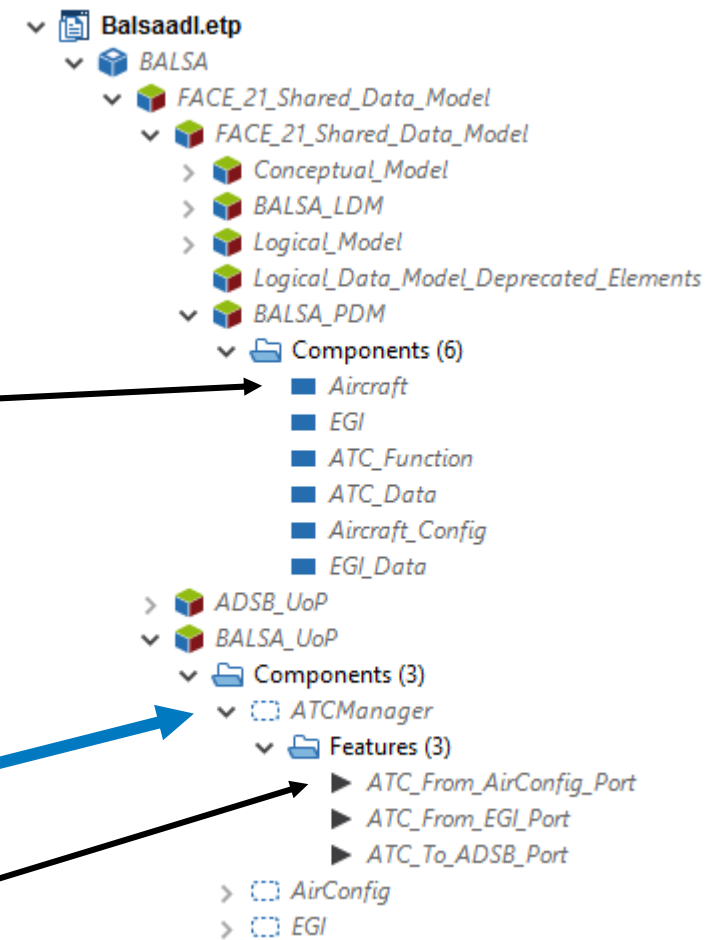 Balsaadl.etp
BALSA
FACE_21_Shared_Data_Model
FACE_21_Shared_Data_Model
Conceptual_Model
BALSA_LDM
Logical_Model
Logical_Data_Model_Deprecated_Elements
BALSA_PDM
Components (6)
Aircraft
EGI
ATC_Function
ATC_Data
Aircraft_Config
EGI_Data
ADSB_UoP
BALSA_UoP
Components (3)
ATCManager
Features (3)
ATC_From_AirConfig_Port
ATC_From_EGI_Port
ATC_To_ADSB_Port
AirConfig
EGI